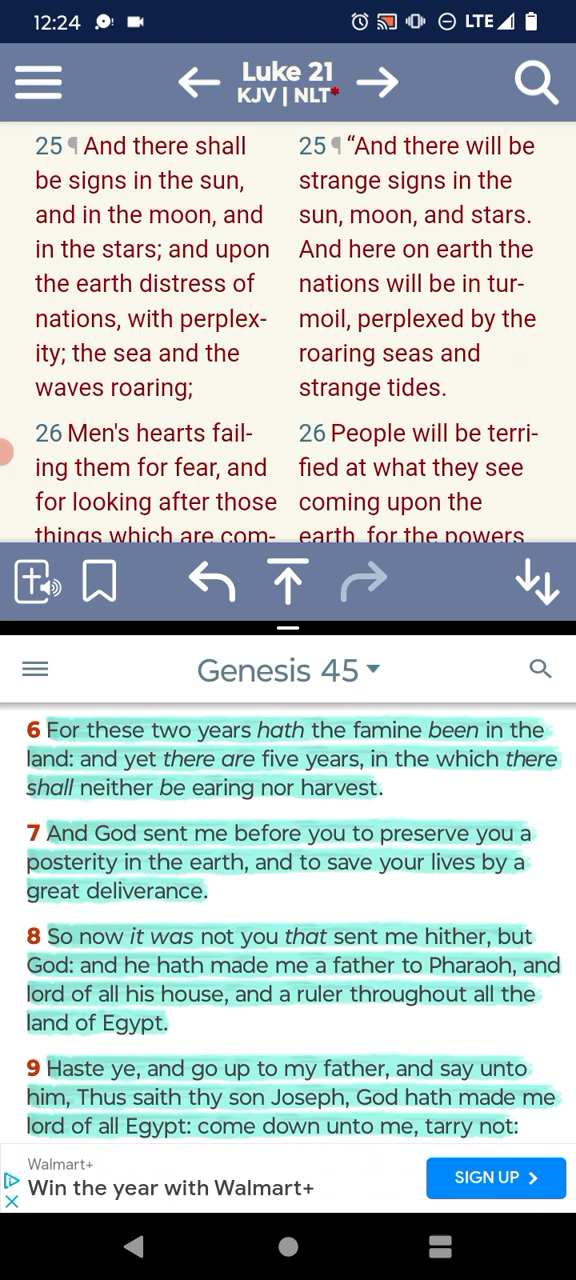 12:24
LTE
Luke 21
KJV | NLT*
25 ¶ And there shall
be signs in the sun,
and in the moon, and
in the stars; and upon
the earth distress of
nations, with perplex-
ity; the sea and the
waves roaring;
26 Men's hearts fail-
ing them for fear, and
for looking after those
things which are com-
25 ¶ “And there will be
strange signs in the
sun, moon, and stars.
And here on earth the
nations will be in tur-
moil, perplexed by the
roaring seas and
strange tides.
26 People will be terri-
fied at what they see
coming upon the
earth, for the powers
Genesis 45
6 For these two years hath the famine been in the
land: and yet there are five years, in the which there
shall neither be earing nor harvest.
7 And God sent me before you to preserve you a
posterity in the earth, and to save your lives by a
great deliverance.
8 So now it was not you that sent me hither, but
God: and he hath made me a father to Pharaoh, and
lord of all his house, and a ruler throughout all the
land of Egypt.
9 Haste ye, and go up to my father, and say unto
him, Thus saith thy son Joseph, God hath made me
lord of all Egypt: come down unto me, tarry not:
Walmart+
Win the year with Walmart+
SIGN UP